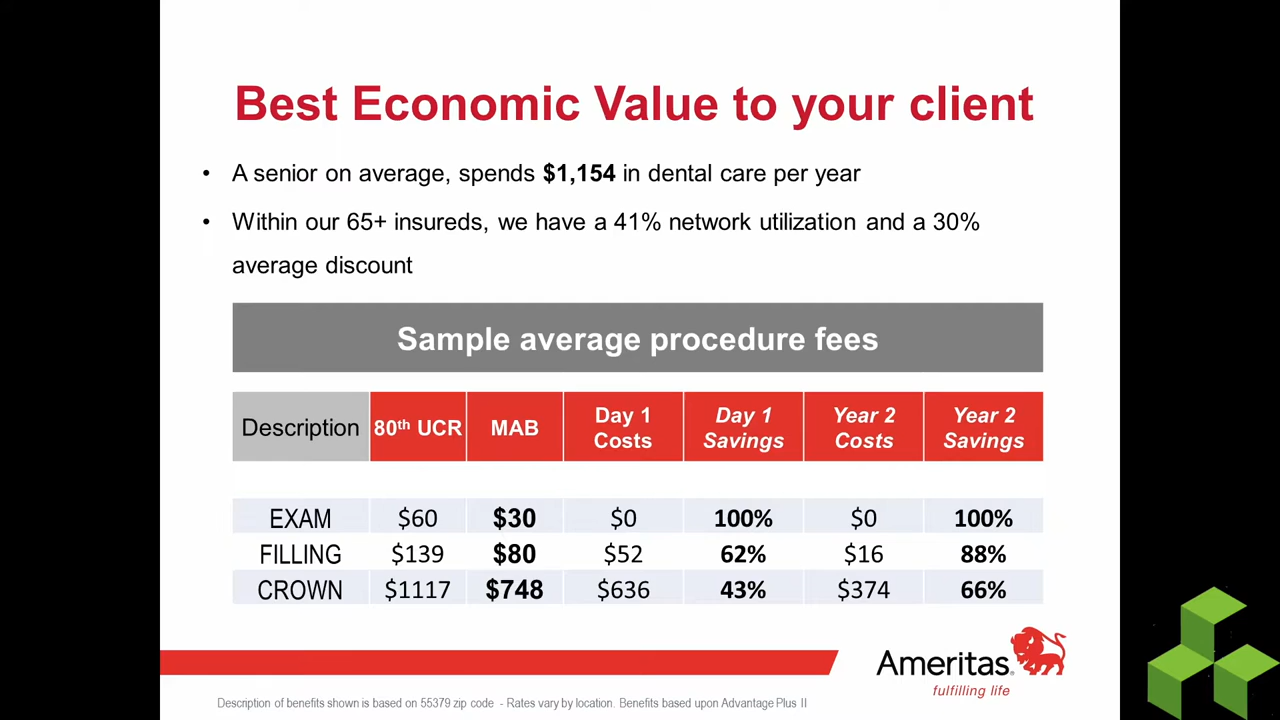 Best Economic Value to your client
• A senior on average, spends $1,154 in dental care per year
• Within our 65+ insureds, we have a 41% network utilization and a 30%
average discount
Sample average procedure fees
Description 80th UCR MAB Day 1 Costs Day 1 Savings Year 2 Costs Year 2 Savings
EXAM $60 $30 $0 100% $0 100%
FILLING $139 $80 $52 62% $16 88%
CROWN $1117 $748 $636 43% $374 66%
Ameritas®
fulfilling life
Description of benefits shown is based on 55379 zip code - Rates vary by location. Benefits based upon Advantage Plus II